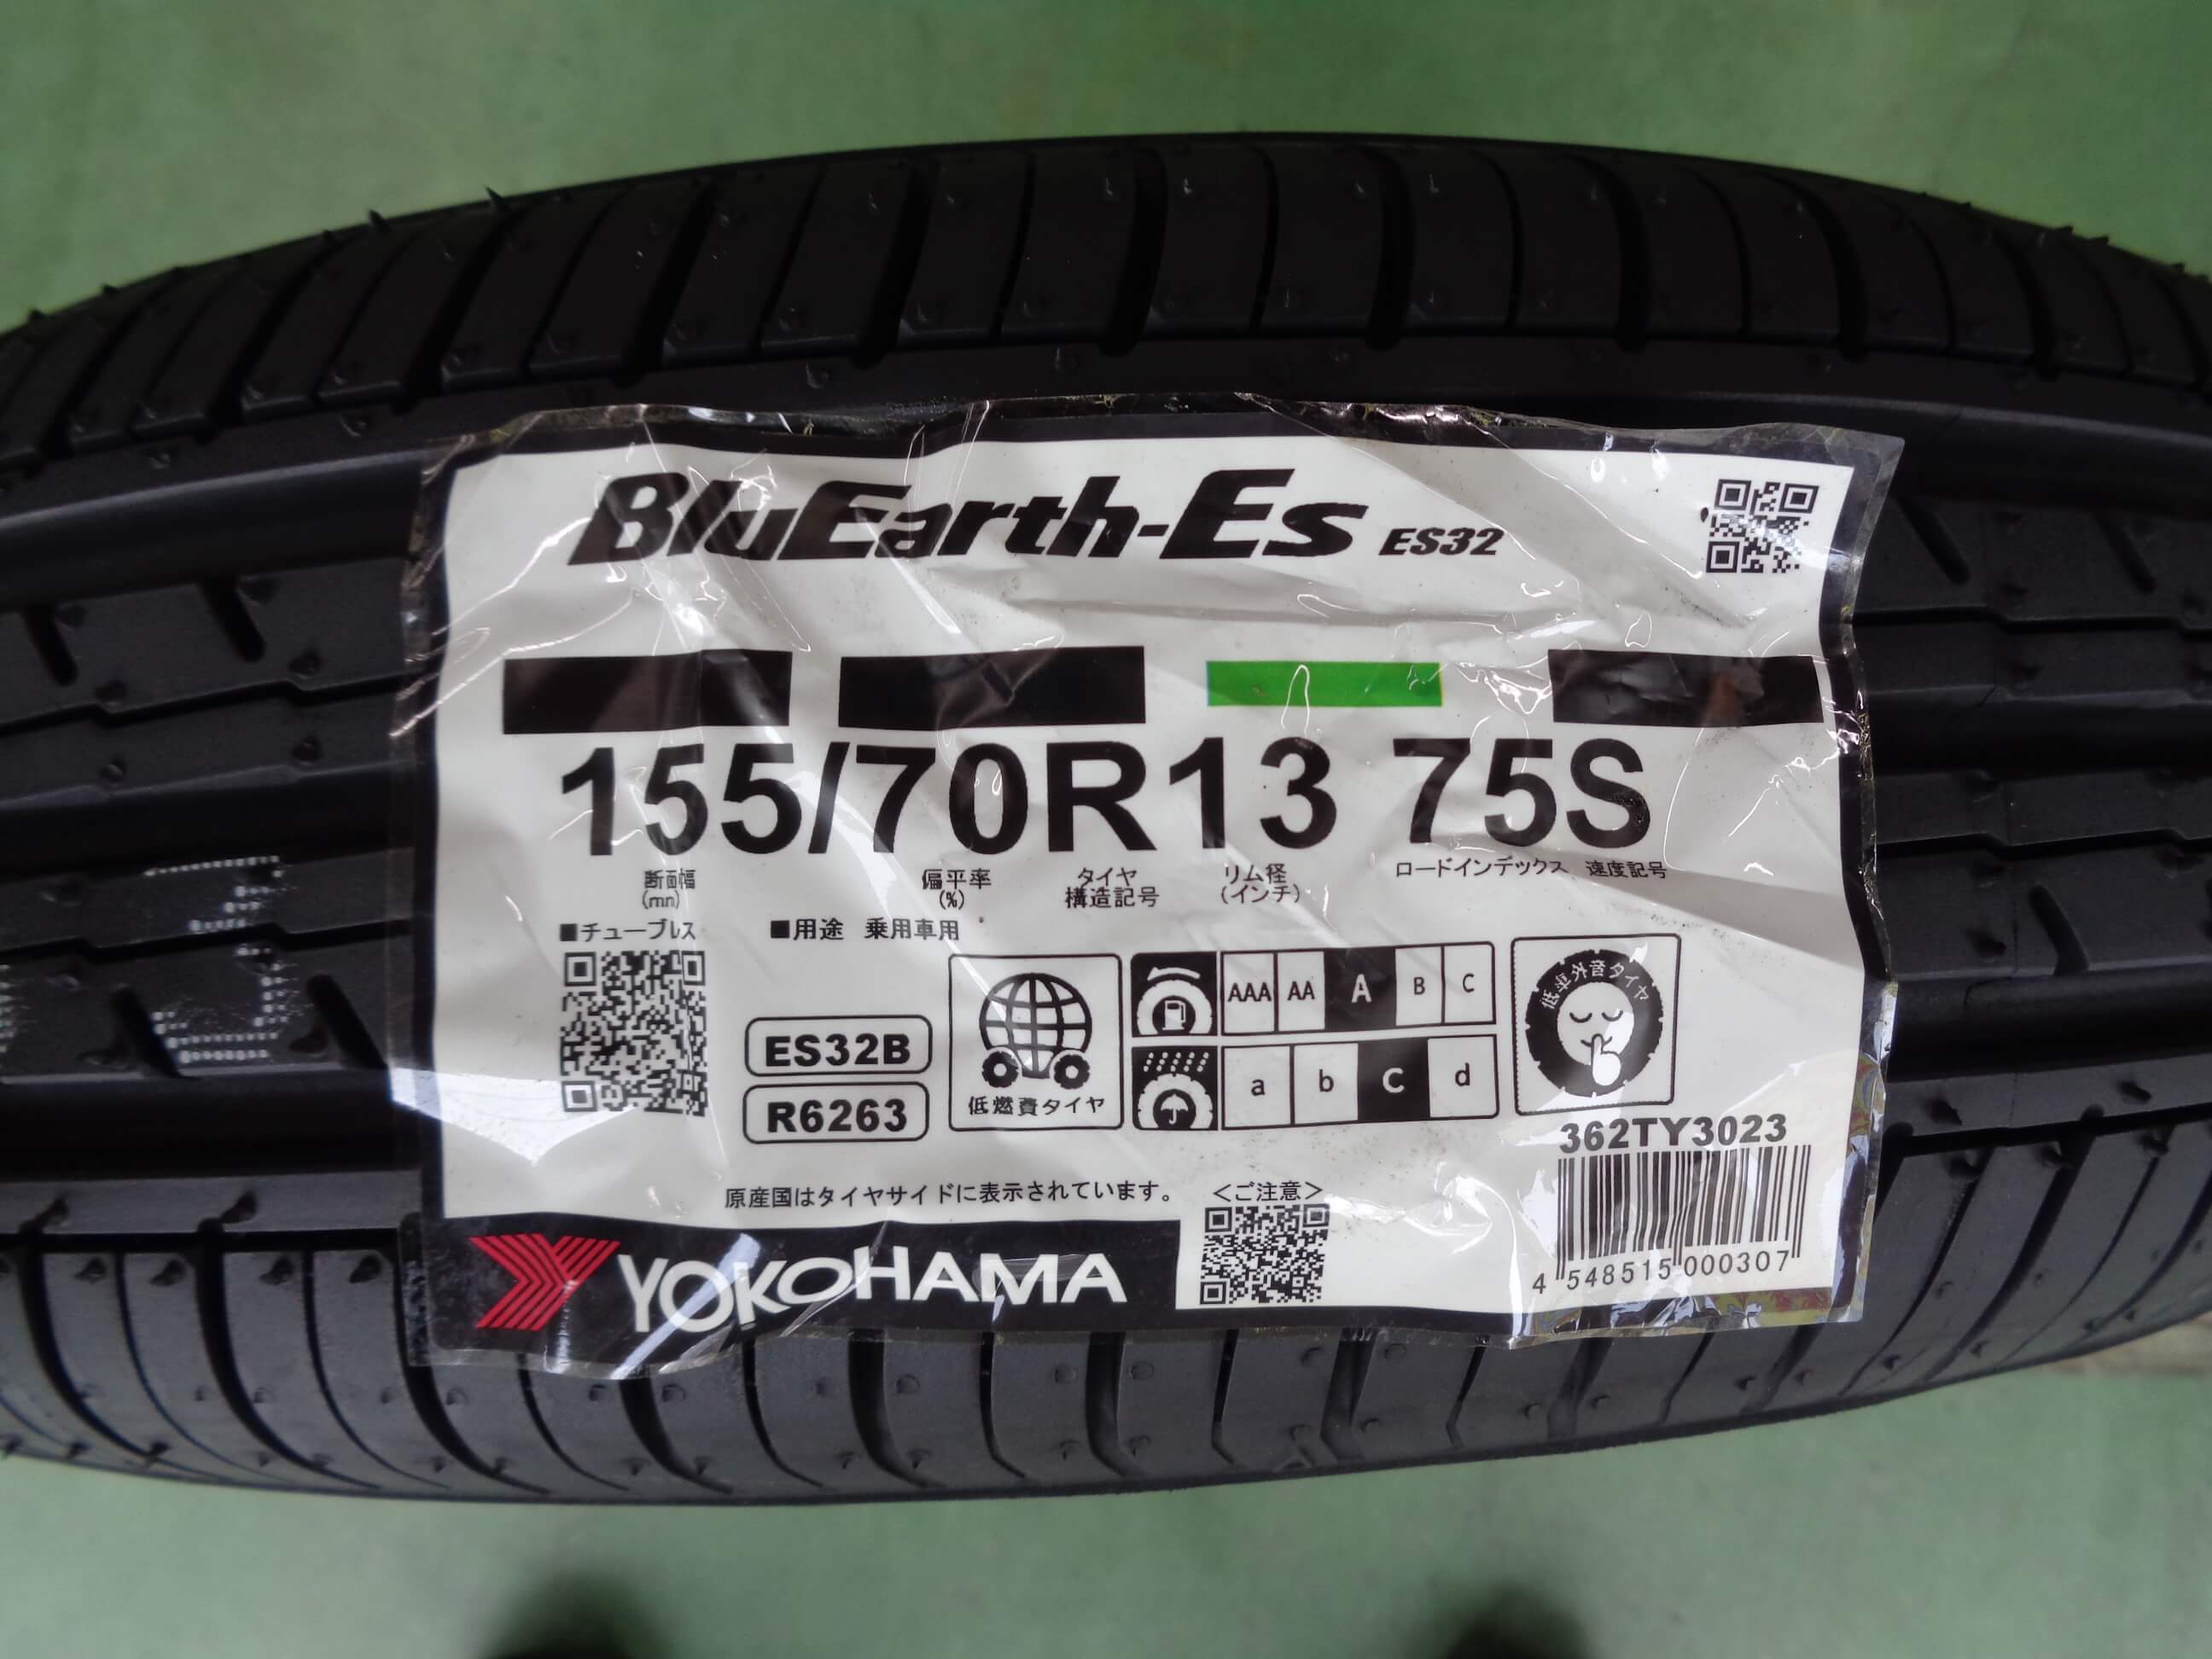 BluEarth-Es ES32
155/70R13 75S
断面幅 偏平率 タイヤ リム径 ロードインデックス 速度記号
(mm) (%) 構造記号 (インチ)
■チューブレス ■用途 乗用車用
低車外音タイヤ
AAA AA A B C
ES32B
a b c d
R6263
低燃費タイヤ
362TY3023
原産国はタイヤサイドに表示されています。 <ご注意>
YOKOHAMA
4 548515 000307